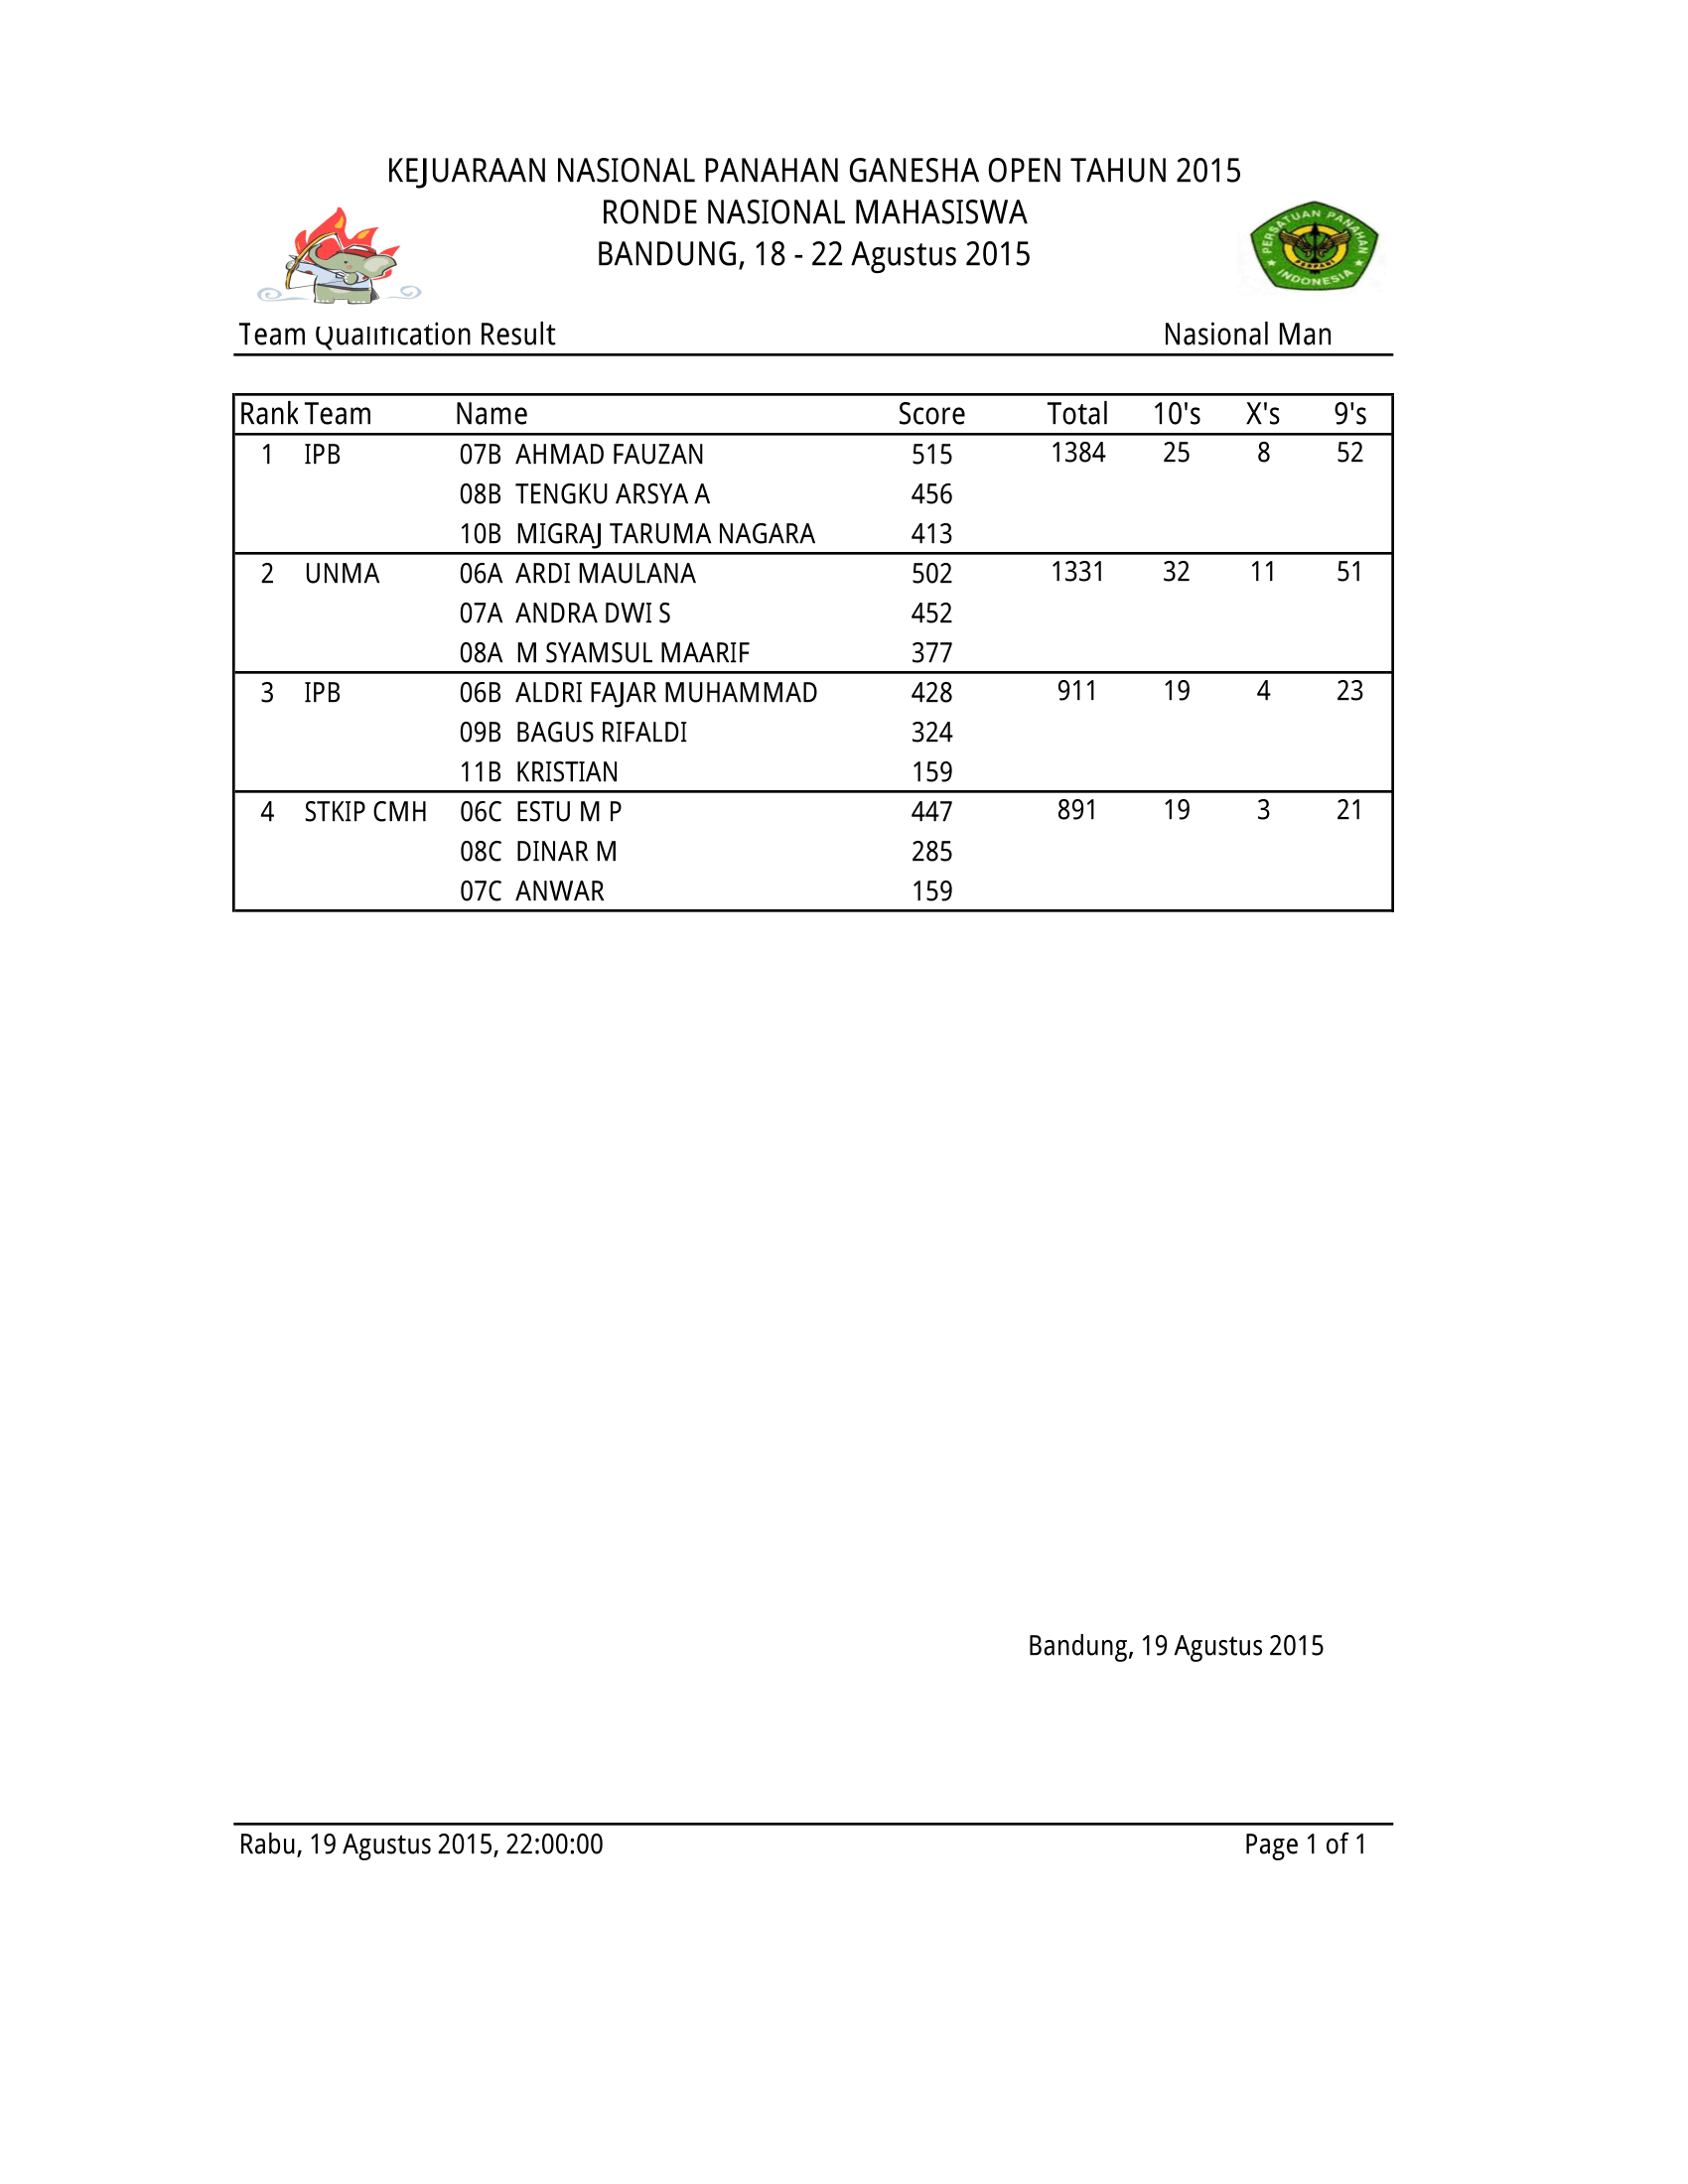 KEJUARAAN NASIONAL PANAHAN GANESHA OPEN TAHUN 2015
RONDE NASIONAL MAHASISWA
BANDUNG, 18 - 22 Agustus 2015
PERSATUAN PANAHAN
PERPANI
INDONESIA
Team Qualification Result Nasional Man
Rank Team Name Score Total 10's X's 9's
1 IPB 07B AHMAD FAUZAN 515 1384 25 8 52
08B TENGKU ARSYA A 456
10B MIGRAJ TARUMA NAGARA 413
2 UNMA 06A ARDI MAULANA 502 1331 32 11 51
07A ANDRA DWI S 452
08A M SYAMSUL MAARIF 377
3 IPB 06B ALDRI FAJAR MUHAMMAD 428 911 19 4 23
09B BAGUS RIFALDI 324
11B KRISTIAN 159
4 STKIP CMH 06C ESTU M P 447 891 19 3 21
08C DINAR M 285
07C ANWAR 159
Bandung, 19 Agustus 2015
Rabu, 19 Agustus 2015, 22:00:00 Page 1 of 1